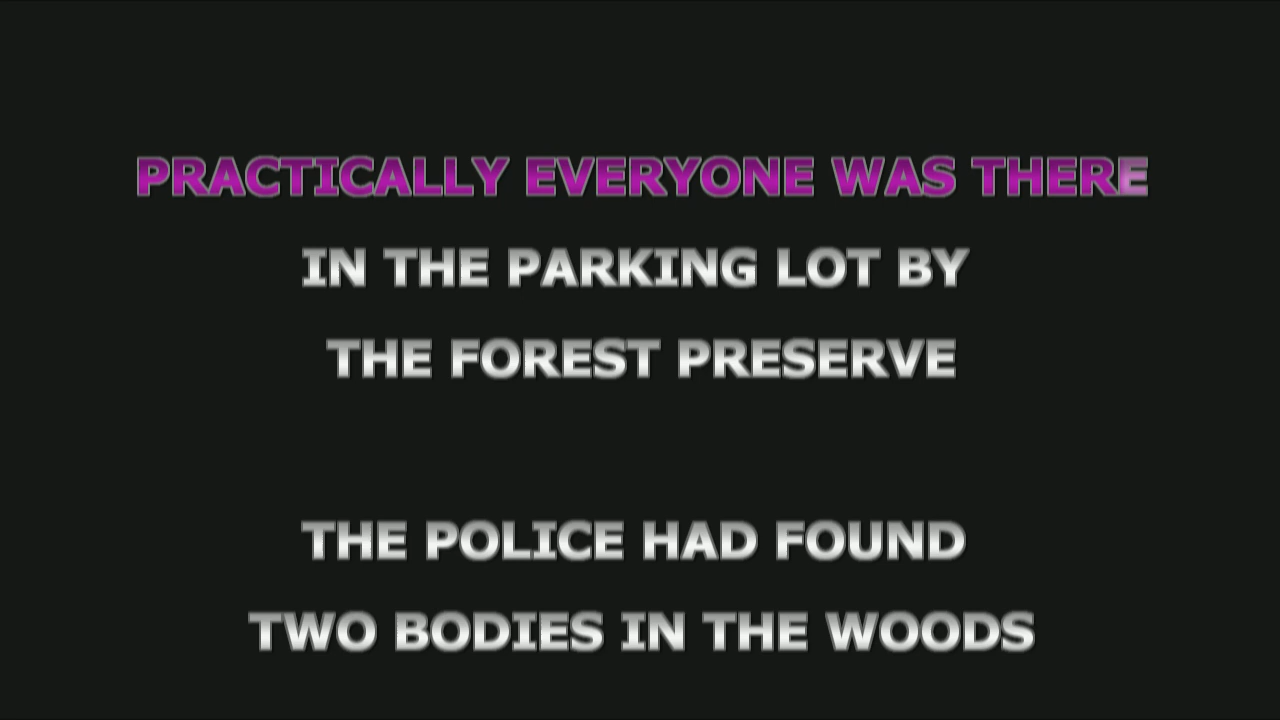 PRACTICALLY EVERYONE WAS THERE
IN THE PARKING LOT BY
THE FOREST PRESERVE
THE POLICE HAD FOUND
TWO BODIES IN THE WOODS